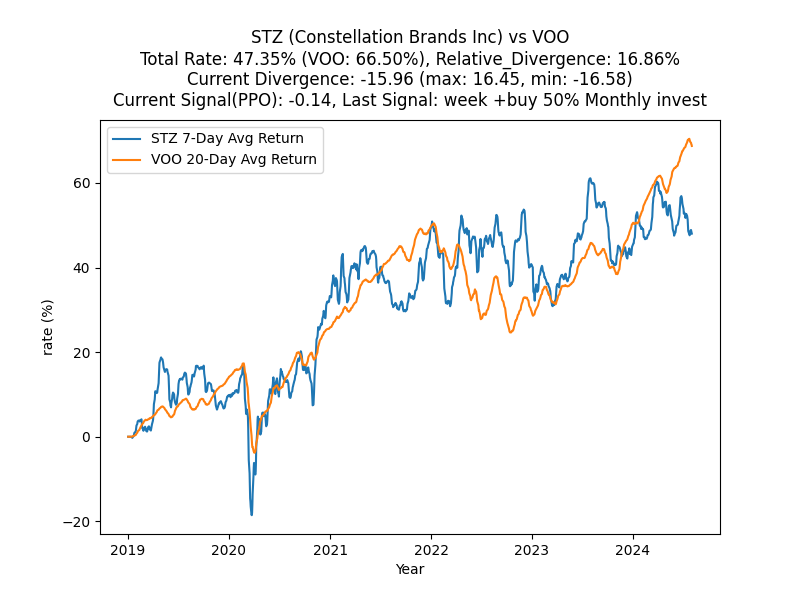 STZ (Constellation Brands Inc) vs VOO
Total Rate: 47.35% (VOO: 66.50%), Relative_Divergence: 16.86%
Current Divergence: -15.96 (max: 16.45, min: -16.58)
Current Signal(PPO): -0.14, Last Signal: week +buy 50% Monthly invest
STZ 7-Day Avg Return
VOO 20-Day Avg Return
60
40
20
0
−20
rate (%)
2019 2020 2021 2022 2023 2024
Year